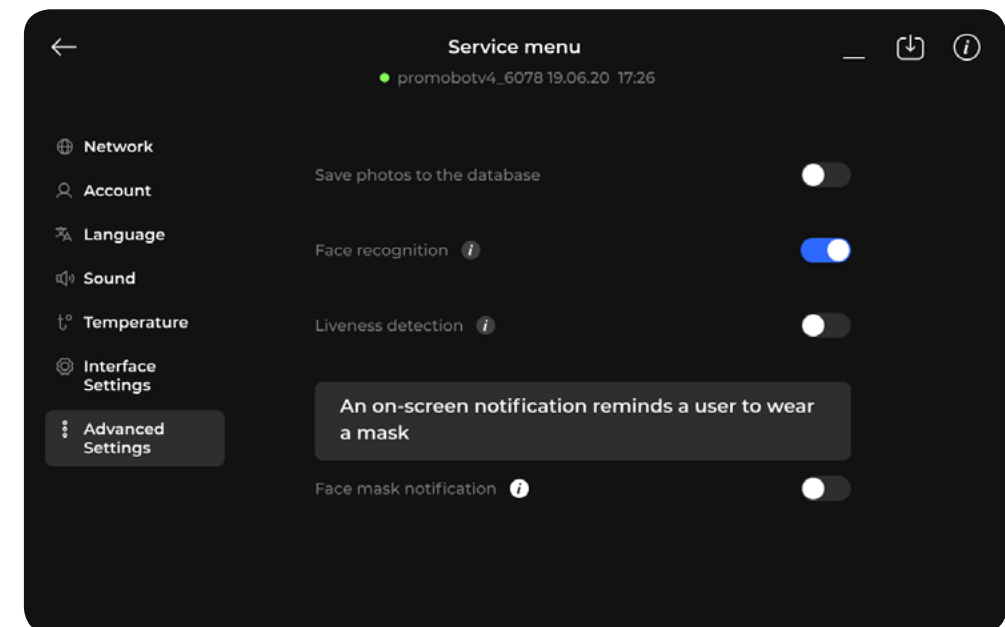 Service menu
promobotv4_6078 19.06.20 17:26
Network
Account
Language
Sound
t° Temperature
Interface
Settings
Advanced
Settings
Save photos to the database
Face recognition i
Liveness detection i
An on-screen notification reminds a user to wear
a mask
Face mask notification i